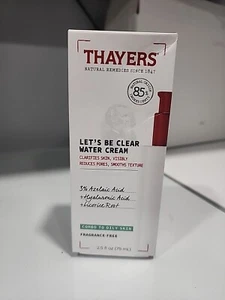 THAYERS
NATURAL REMEDIES SINCE 1847
85%
LET'S BE CLEAR
WATER CREAM
CLARIFIES SKIN, VISIBLY
REDUCES PORES, SMOOTHS TEXTURE
3% Azelaic Acid
+Hyaluronic Acid
+Licorice Root
COMBO TO OILY SKIN
FRAGRANCE FREE